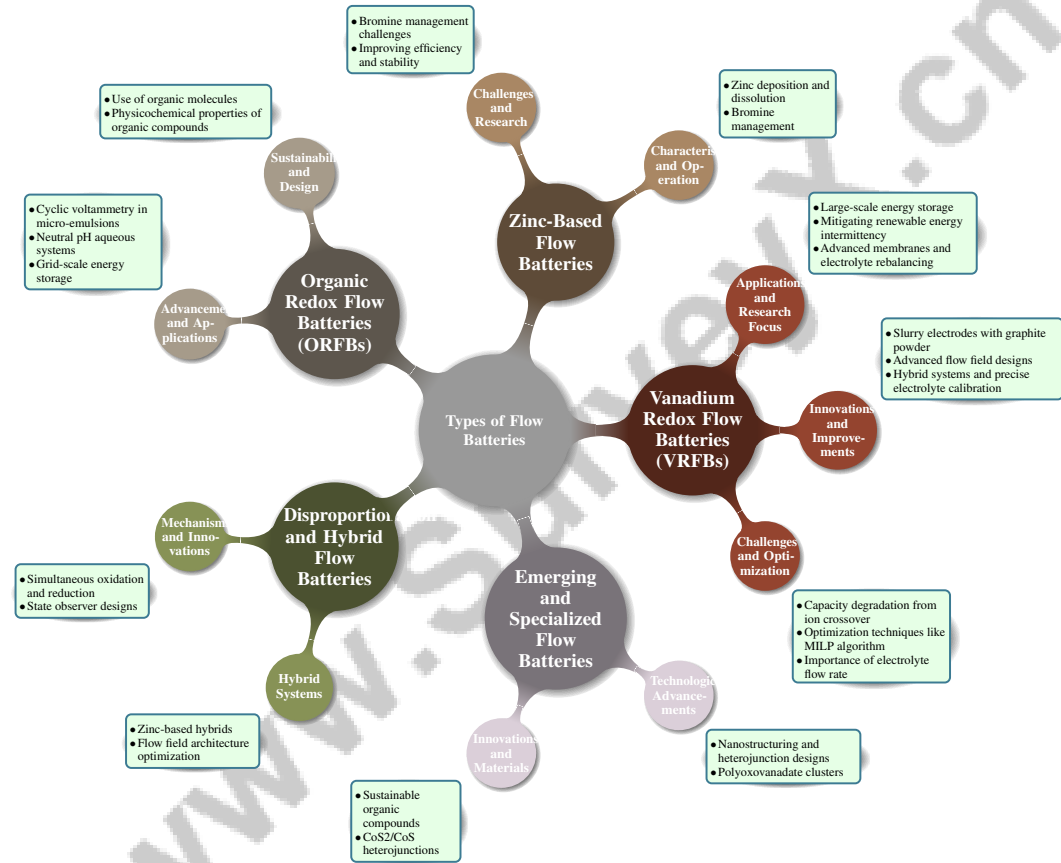 • Bromine management
challenges
• Improving efficiency
and stability
Challenges
and
Research
• Zinc deposition and
dissolution
• Bromine
management
Characteris
and Op-
eration
Zinc-Based
Flow
Batteries
• Use of organic molecules
• Physicochemical properties of
organic compounds
Sustainabili
and
Design
• Cyclic voltammetry in
micro-emulsions
• Neutral pH aqueous
systems
• Grid-scale energy
storage
Advanceme
and Ap-
plications
Organic
Redox Flow
Batteries
(ORFBs)
• Large-scale energy storage
• Mitigating renewable energy
intermittency
• Advanced membranes and
electrolyte rebalancing
Applications
and
Research
Focus
• Slurry electrodes with graphite
powder
• Advanced flow field designs
• Hybrid systems and precise
electrolyte calibration
Innovations
and
Improve-
ments
Vanadium
Redox Flow
Batteries
(VRFBs)
Types of Flow
Batteries
Challenges
and Opti-
mization
• Capacity degradation from
ion crossover
• Optimization techniques like
MILP algorithm
• Importance of electrolyte
flow rate
Mechanism
and Inno-
vations
• Simultaneous oxidation
and reduction
• State observer designs
Disproportion
and Hybrid
Flow
Batteries
Hybrid
Systems
• Zinc-based hybrids
• Flow field architecture
optimization
Emerging
and
Specialized
Flow
Batteries
Technologic
Advance-
ments
• Nanostructuring and
heterojunction designs
• Polyoxovanadate clusters
Innovations
and
Materials
• Sustainable
organic
compounds
• CoS2/CoS
heterojunctions
www.SurveyX.cn